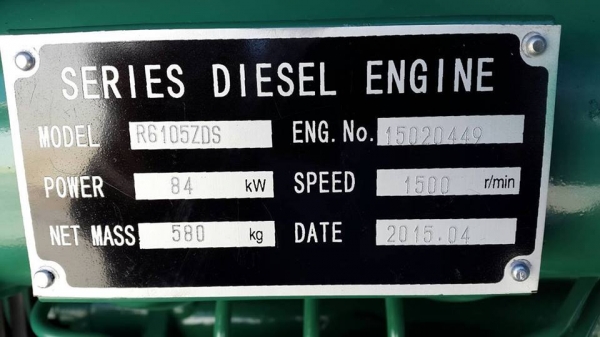 SERIES DIESEL ENGINE
MODEL R6105ZDS ENG.No. 15020449
POWER 84 kW SPEED 1500 r/min
NET MASS 580 kg DATE 2015.04